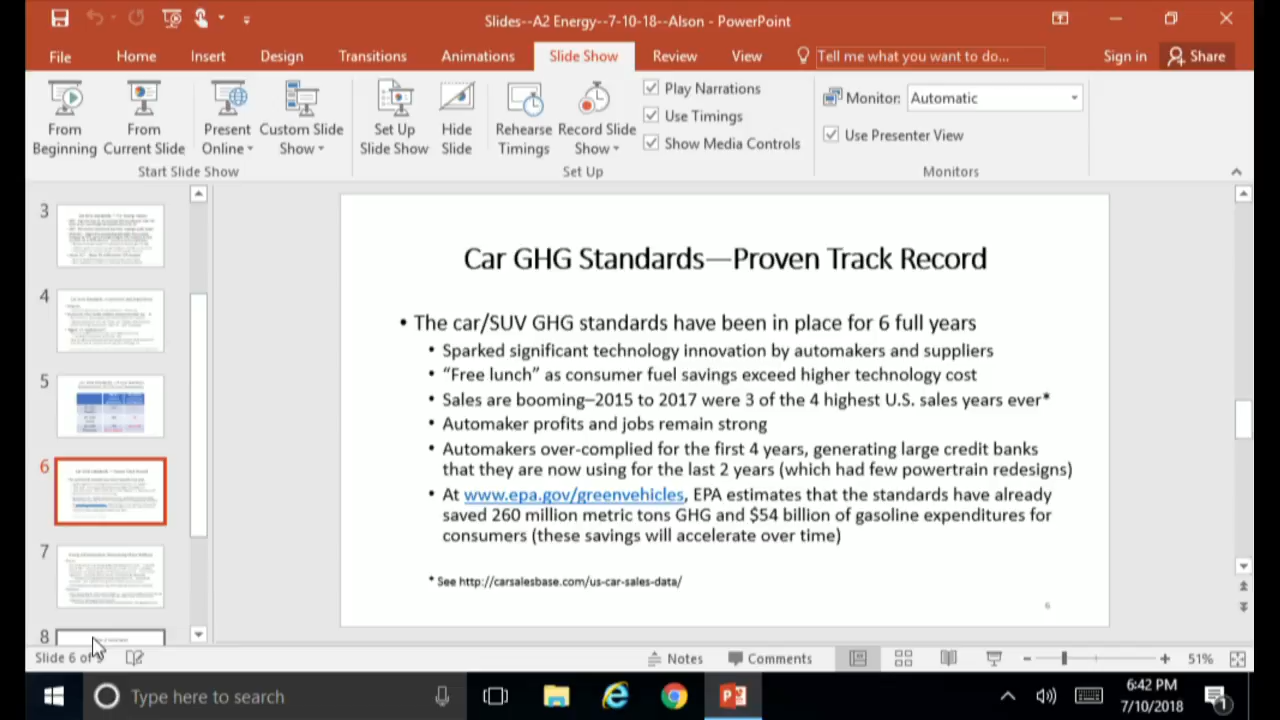 Slides--A2 Energy--7-10-18--Alson - PowerPoint
File Home Insert Design Transitions Animations Slide Show Review View Tell me what you want to do... Sign in Share
From Beginning
From Current Slide
Present Online
Custom Slide Show
Start Slide Show
Set Up Slide Show
Hide Slide
Rehearse Timings
Record Slide Show
Play Narrations
Use Timings
Show Media Controls
Set Up
Monitor: Automatic
Use Presenter View
Monitors
3
4
5
6
7
8
Car GHG Standards—Proven Track Record
• The car/SUV GHG standards have been in place for 6 full years
• Sparked significant technology innovation by automakers and suppliers
• “Free lunch” as consumer fuel savings exceed higher technology cost
• Sales are booming–2015 to 2017 were 3 of the 4 highest U.S. sales years ever*
• Automaker profits and jobs remain strong
• Automakers over-complied for the first 4 years, generating large credit banks
that they are now using for the last 2 years (which had few powertrain redesigns)
• At www.epa.gov/greenvehicles, EPA estimates that the standards have already
saved 260 million metric tons GHG and $54 billion of gasoline expenditures for
consumers (these savings will accelerate over time)
* See http://carsalesbase.com/us-car-sales-data/
6
Slide 6 of 9 Notes Comments 51%
Type here to search
6:42 PM
7/10/2018
1